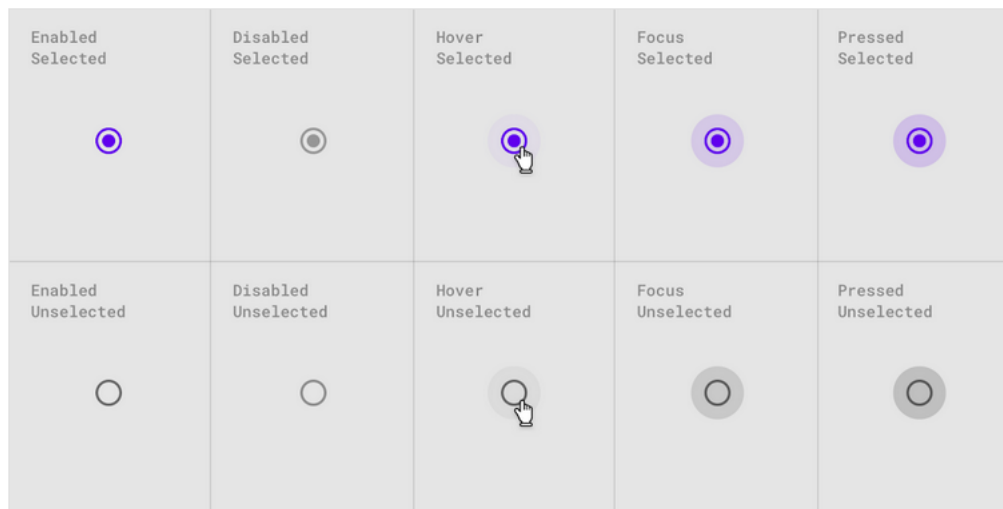 Enabled
Selected
Disabled
Selected
Hover
Selected
Focus
Selected
Pressed
Selected
Enabled
Unselected
Disabled
Unselected
Hover
Unselected
Focus
Unselected
Pressed
Unselected